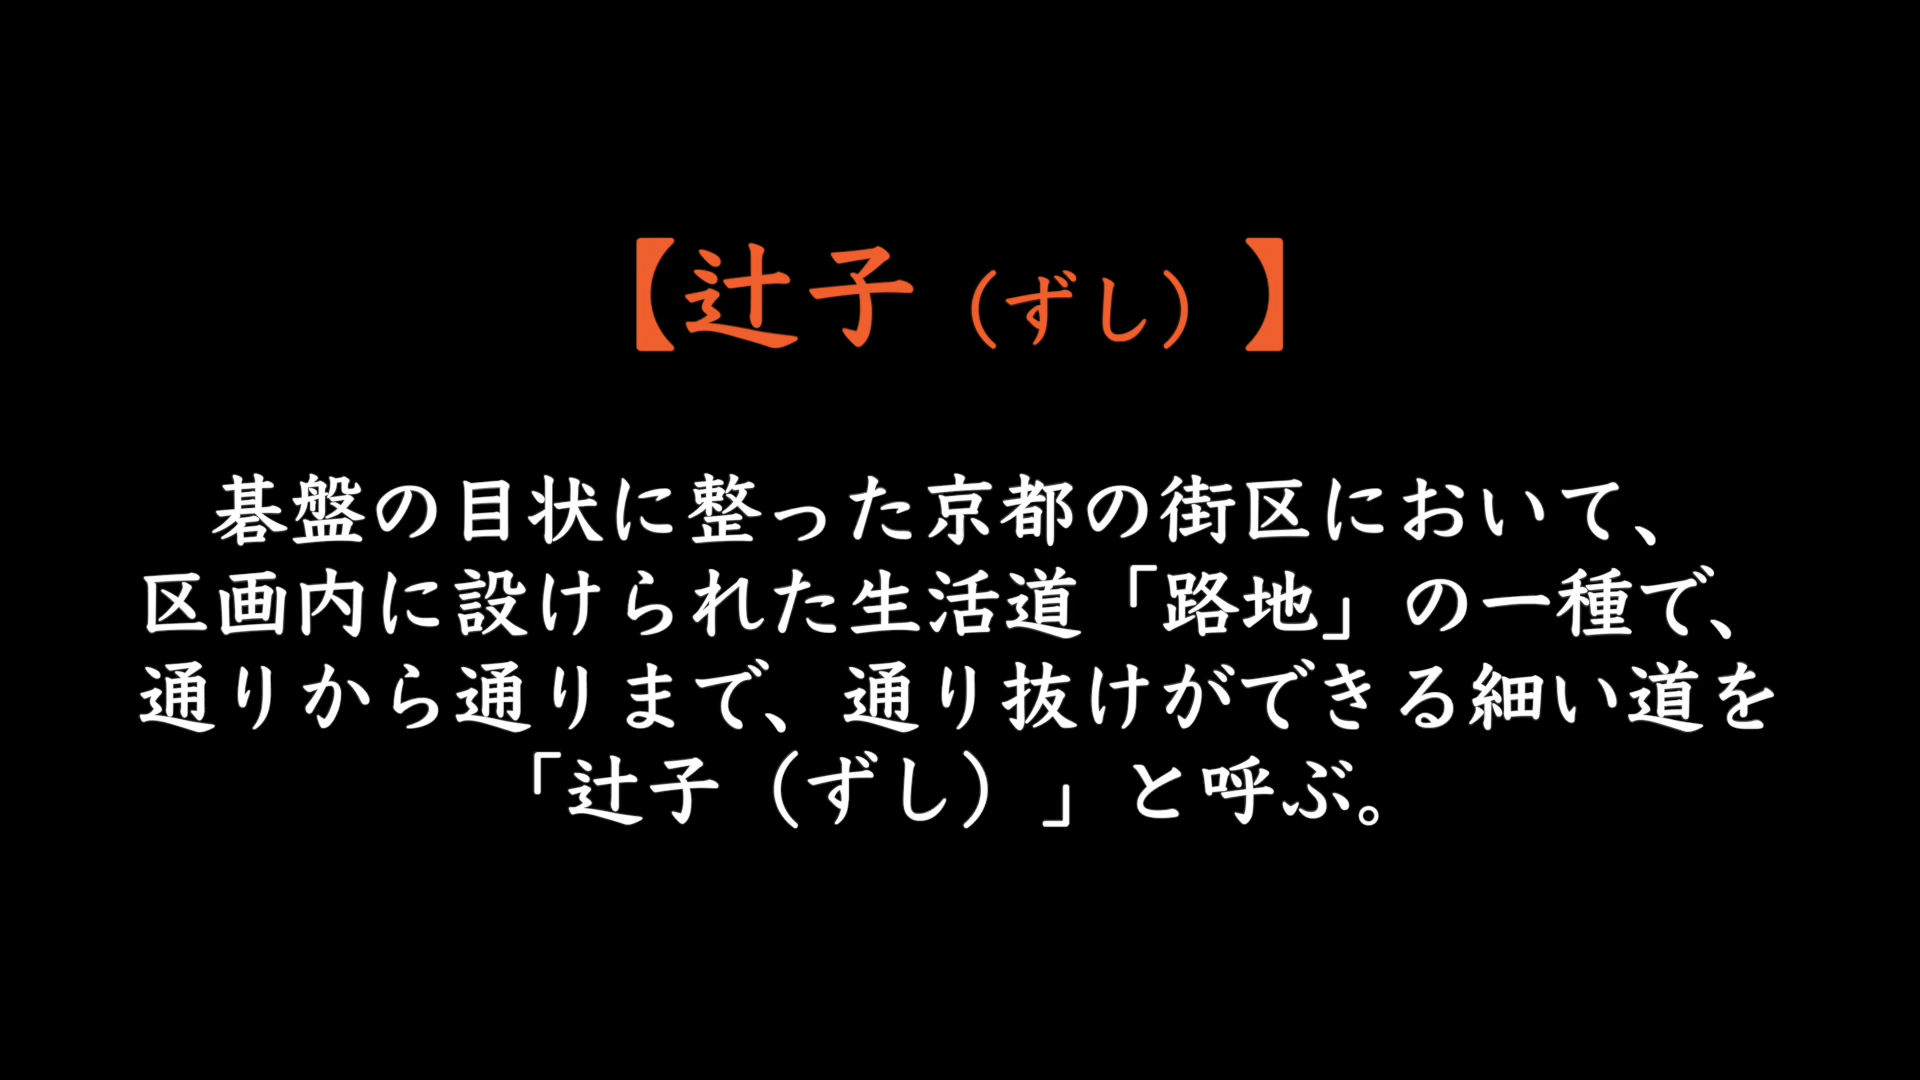 【辻子（ずし）】
碁盤の目状に整った京都の街区において、
区画内に設けられた生活道「路地」の一種で、
通りから通りまで、通り抜けができる細い道を
「辻子（ずし）」と呼ぶ。